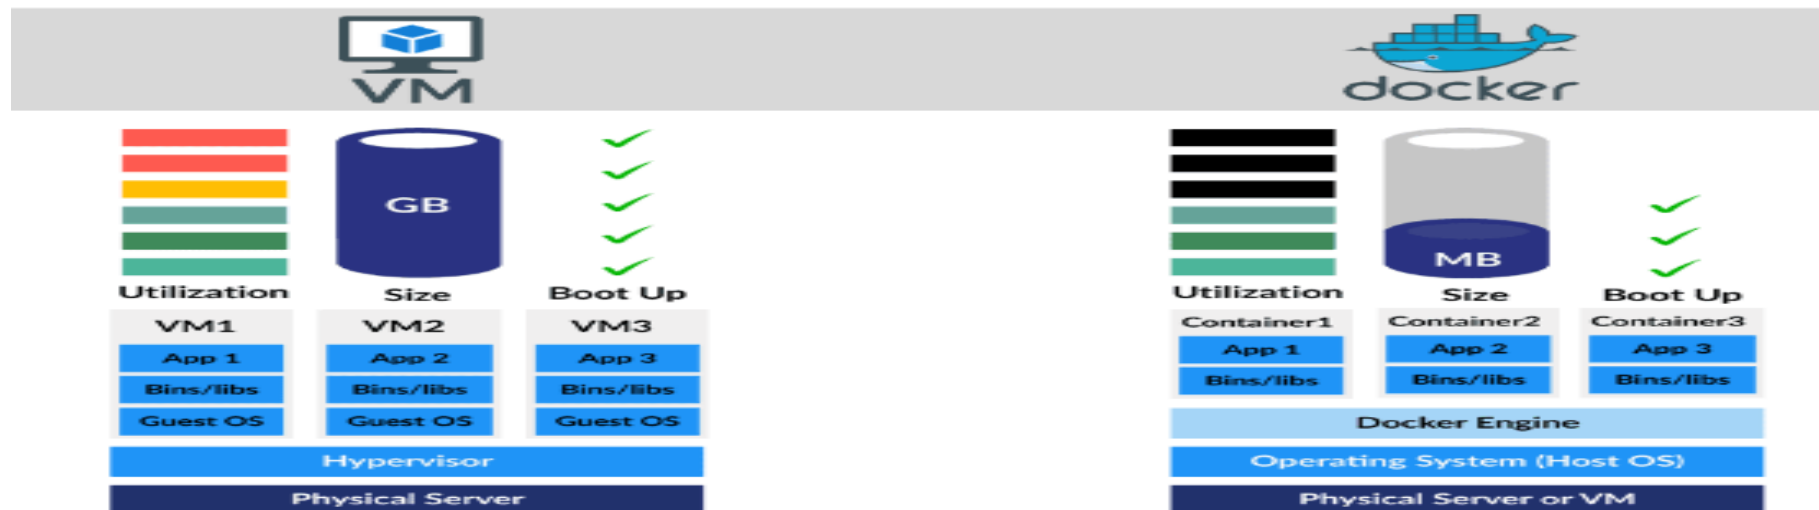 VM
docker
GB
Utilization
Size
Boot Up
MB
Utilization
Size
Boot Up
VM1
VM2
VM3
App 1
App 2
App 3
Bins/libs
Bins/libs
Bins/libs
Guest OS
Guest OS
Guest OS
Hypervisor
Physical Server
Container1
Container2
Container3
App 1
App 2
App 3
Bins/libs
Bins/libs
Bins/libs
Docker Engine
Operating System (Host OS)
Physical Server or VM